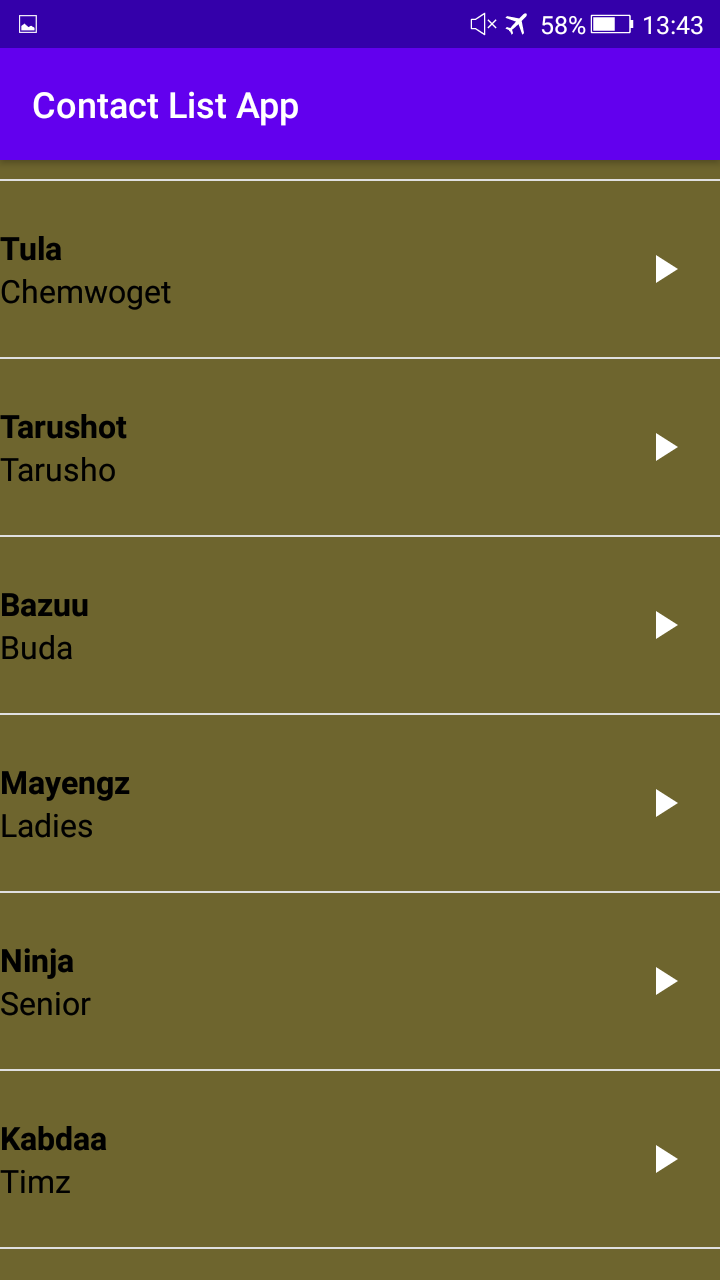 58% 13:43
Contact List App
Tula
Chemwoget
Tarushot
Tarusho
Bazuu
Buda
Mayengz
Ladies
Ninja
Senior
Kabdaa
Timz